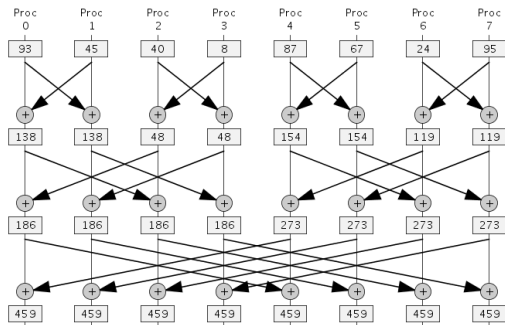 Proc Proc Proc Proc Proc Proc Proc Proc
0 1 2 3 4 5 6 7
93 45 40 8 87 67 24 95
+ + + + + + + +
138 138 48 48 154 154 119 119
+ + + + + + + +
186 186 186 186 273 273 273 273
+ + + + + + + +
459 459 459 459 459 459 459 459